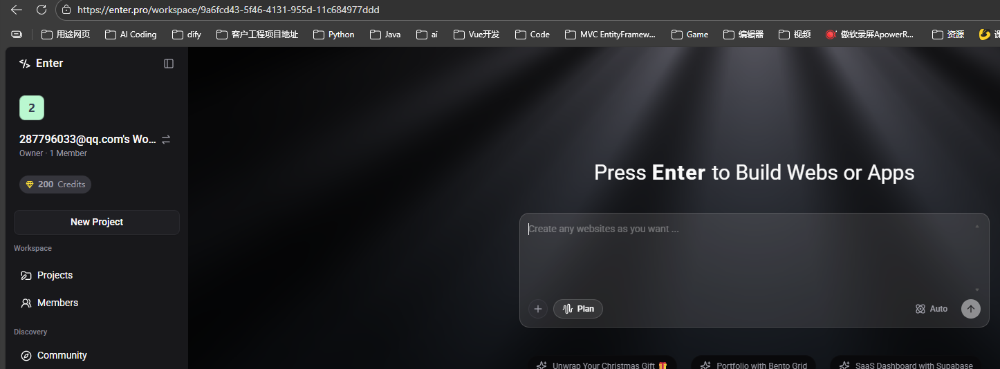 https://enter.pro/workspace/9a6fcd43-5f46-4131-955d-11c684977ddd
用途网页 AI Coding dify 客户工程项目地址 Python Java ai Vue开发 Code MVC EntityFramew... Game 编辑器 视频 傲软录屏ApowerR... 资源 课
Enter
2
287796033@qq.com's Wo...
Owner · 1 Member
200 Credits
New Project
Workspace
Projects
Members
Discovery
Community
Press Enter to Build Webs or Apps
Create any websites as you want ...
Plan
Auto
Unwrap Your Christmas Gift 🎁
Portfolio with Bento Grid
SaaS Dashboard with Supabase